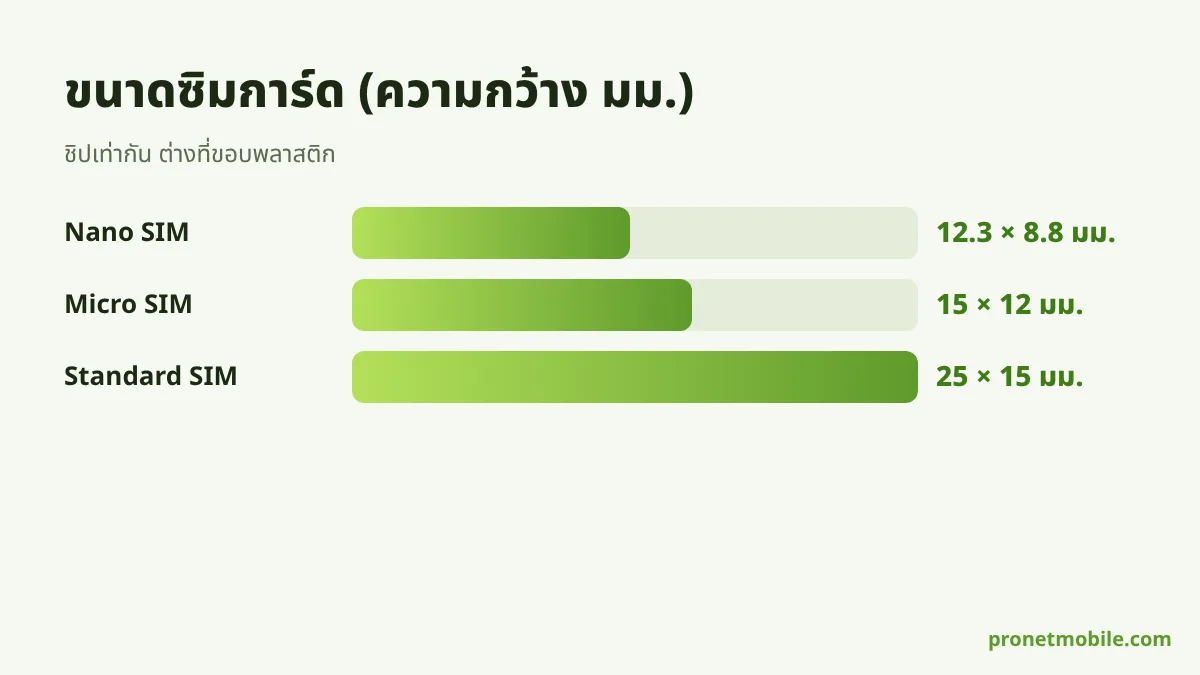 ขนาดซิมการ์ด (ความกว้าง มม.)
ชิปเท่ากัน ต่างที่ขอบพลาสติก
Nano SIM 12.3 × 8.8 มม.
Micro SIM 15 × 12 มม.
Standard SIM 25 × 15 มม.
pronetmobile.com